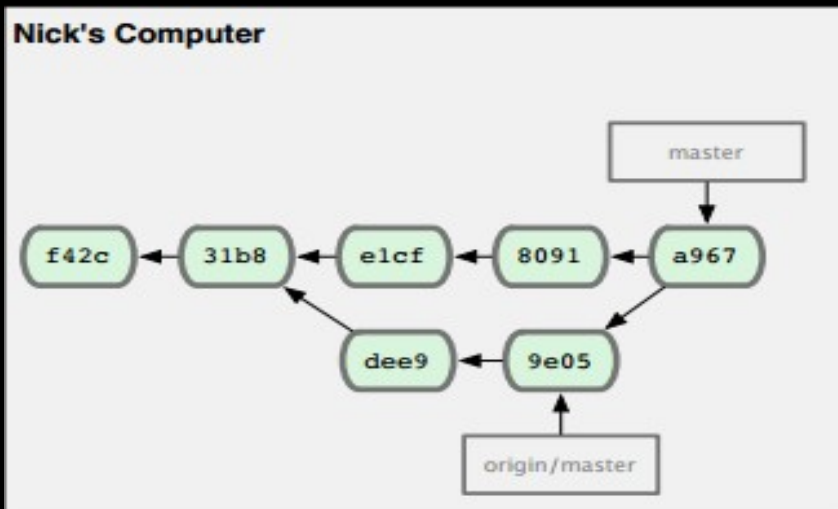 Nick's Computer
master
f42c 31b8 e1cf 8091 a967
dee9 9e05
origin/master